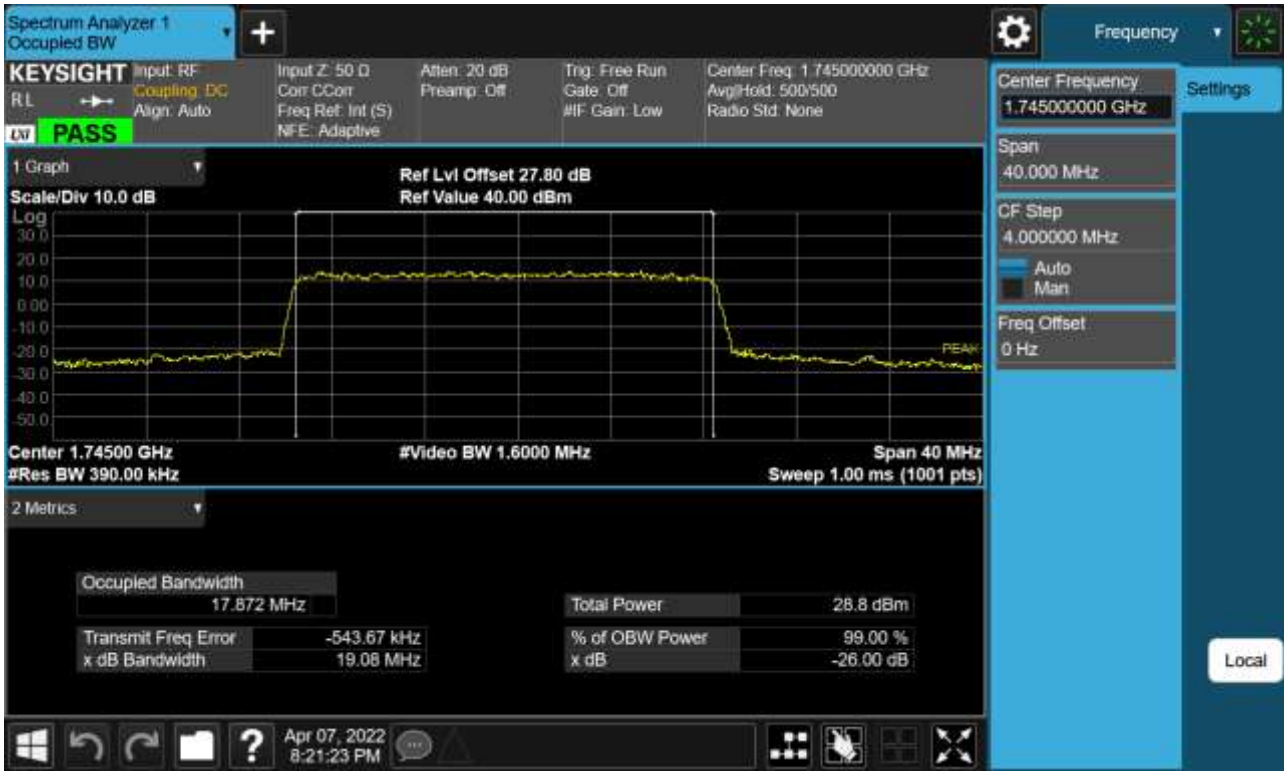 Spectrum Analyzer 1
Occupied BW
Frequency
KEYSIGHT
RL
PASS
Input: RF
Coupling: DC
Align: Auto
Input Z: 50 Ω
Corr CCorr
Freq Ref: Int (S)
NFE: Adaptive
Atten: 20 dB
Preamp: Off
Trig: Free Run
Gate: Off
#IF Gain: Low
Center Freq: 1.745000000 GHz
Avg|Hold: 500/500
Radio Std: None
1 Graph
Scale/Div 10.0 dB
Ref Lvl Offset 27.80 dB
Ref Value 40.00 dBm
Log
30.0
20.0
10.0
0.00
-10.0
-20.0
-30.0
-40.0
-50.0
PEAK
Center 1.74500 GHz
#Res BW 390.00 kHz
#Video BW 1.6000 MHz
Span 40 MHz
Sweep 1.00 ms (1001 pts)
2 Metrics
Occupied Bandwidth
17.872 MHz
Transmit Freq Error -543.67 kHz
x dB Bandwidth 19.08 MHz
Total Power 28.8 dBm
% of OBW Power 99.00 %
x dB -26.00 dB
Center Frequency
1.745000000 GHz
Span
40.000 MHz
CF Step
4.000000 MHz
Auto
Man
Freq Offset
0 Hz
Settings
Local
?
Apr 07, 2022
8:21:23 PM